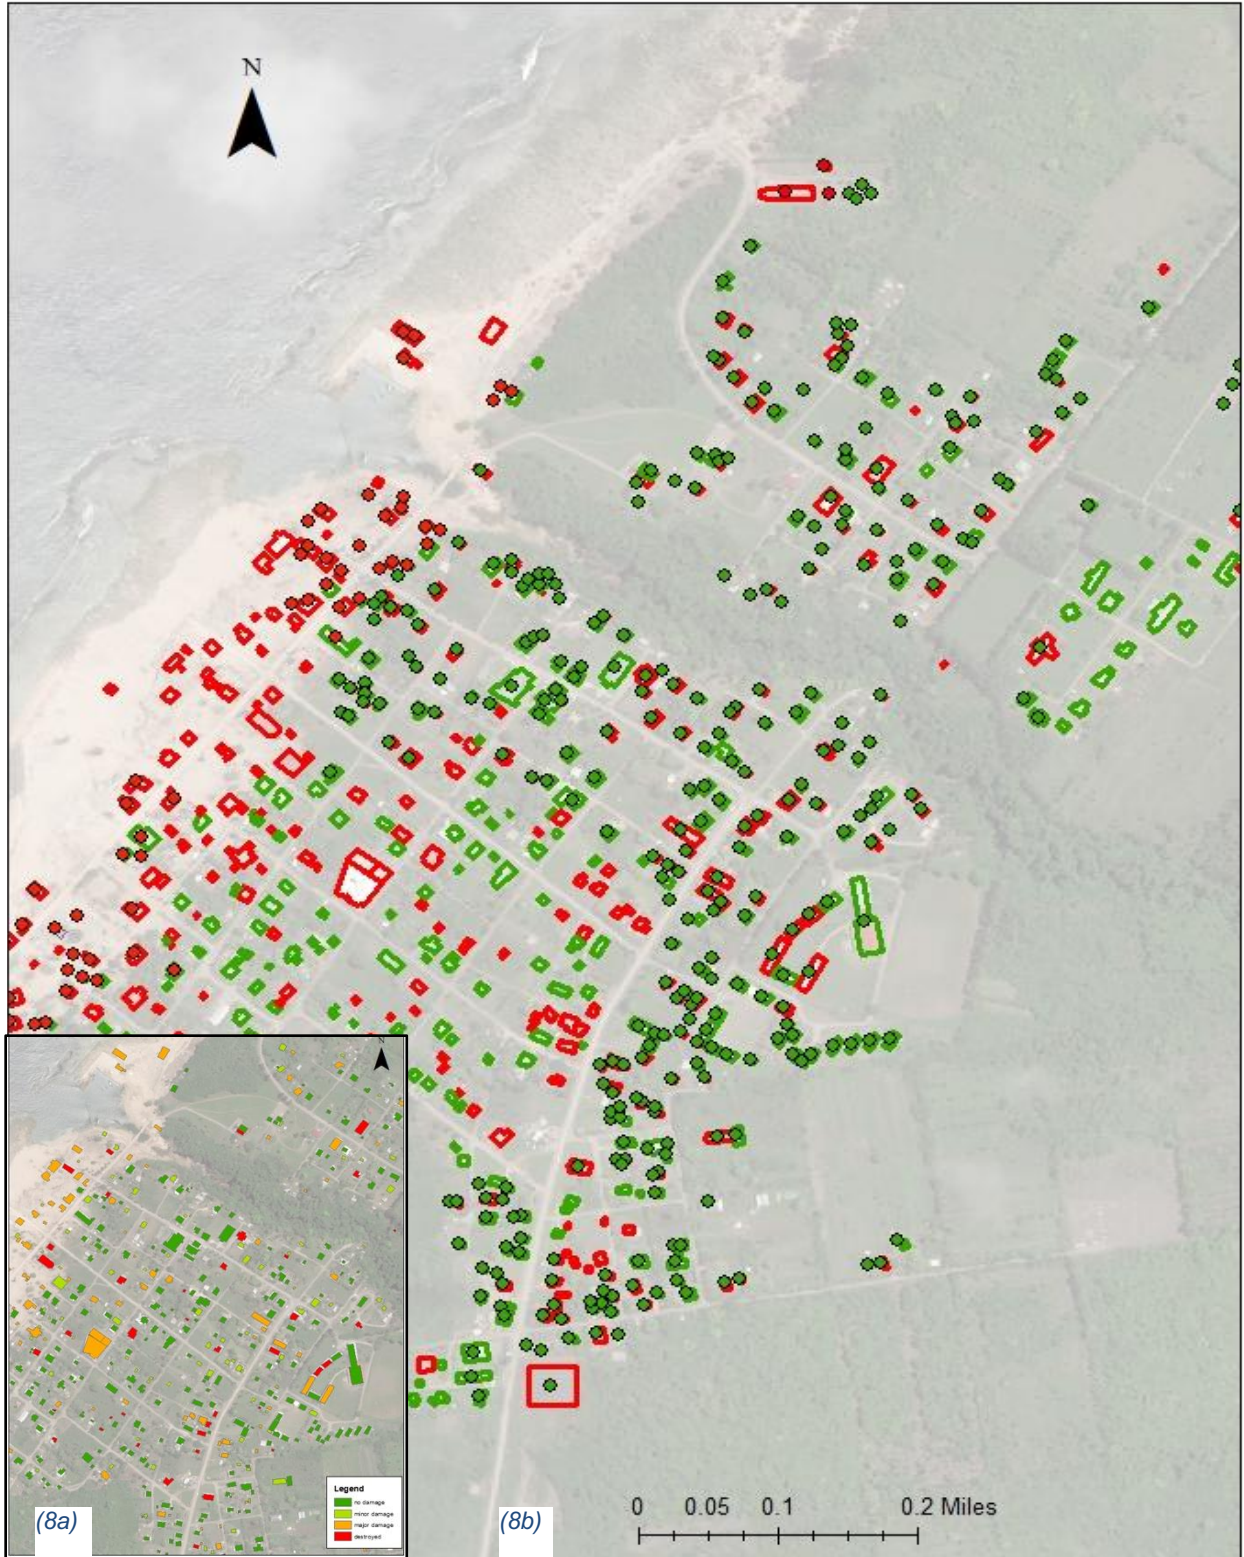 N
N
Legend
no damage
minor damage
major damage
destroyed
(8a)
(8b)
0 0.05 0.1 0.2 Miles